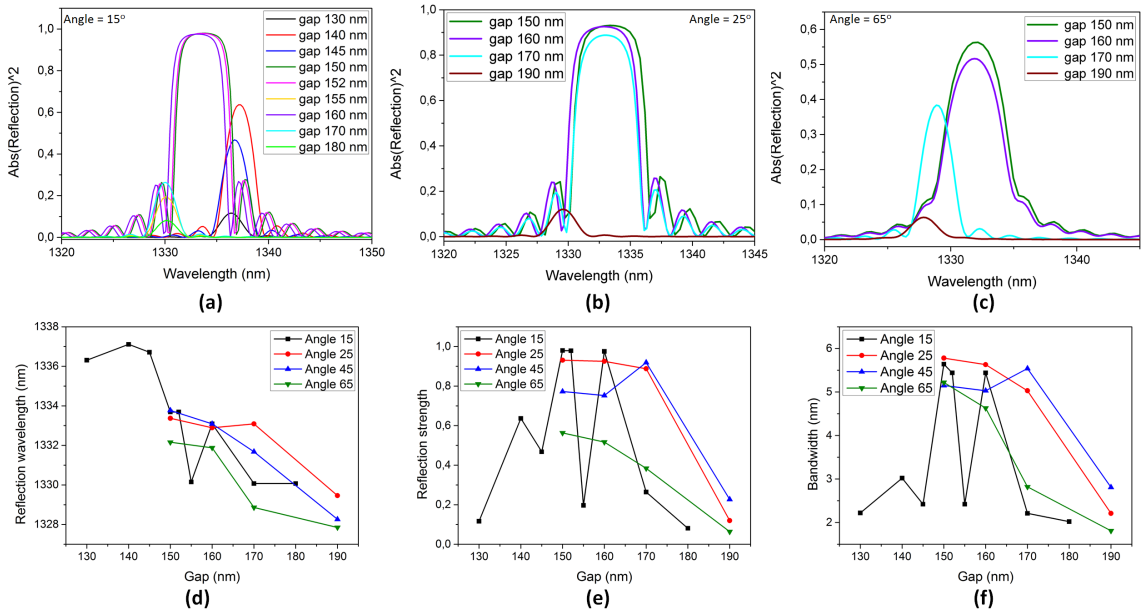 Angle = 15°
gap 130 nm
gap 140 nm
gap 145 nm
gap 150 nm
gap 152 nm
gap 155 nm
gap 160 nm
gap 170 nm
gap 180 nm
Abs(Reflection)^2
1,0
0,8
0,6
0,4
0,2
0,0
1320
1330
1340
1350
Wavelength (nm)
(a)
gap 150 nm
gap 160 nm
gap 170 nm
gap 190 nm
Angle = 25°
Abs(Reflection)^2
1,0
0,8
0,6
0,4
0,2
0,0
1320
1325
1330
1335
1340
1345
Wavelength (nm)
(b)
Angle = 65°
gap 150 nm
gap 160 nm
gap 170 nm
gap 190 nm
Abs(Reflection)^2
0,6
0,5
0,3
0,2
0,0
1320
1330
1340
Wavelength (nm)
(c)
Angle 15
Angle 25
Angle 45
Angle 65
Reflection wavelength (nm)
1338
1336
1334
1332
1330
1328
130
140
150
160
170
180
190
Gap (nm)
(d)
Angle 15
Angle 25
Angle 45
Angle 65
Reflection strength
1,0
0,8
0,6
0,4
0,2
0,0
130
140
150
160
170
180
190
Gap (nm)
(e)
Angle 15
Angle 25
Angle 45
Angle 65
Bandwidth (nm)
6
5
4
3
2
130
140
150
160
170
180
190
Gap (nm)
(f)